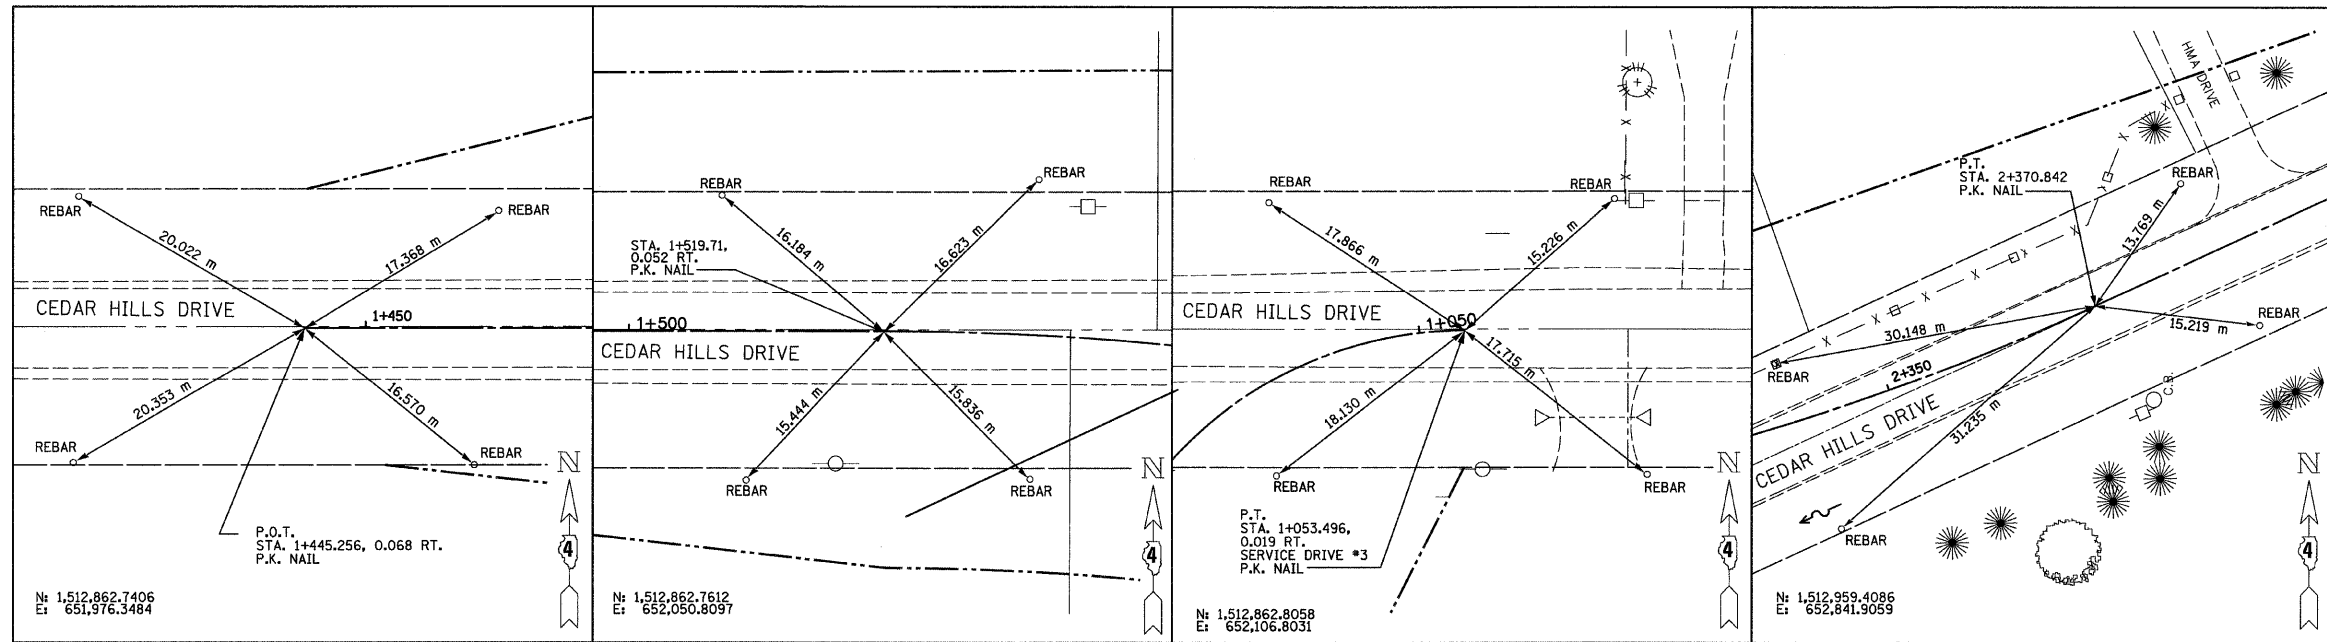 REBAR
REBAR
20.022 m
17.368 m
CEDAR HILLS DRIVE
1+450
20.353 m
16.570 m
REBAR
REBAR
P.O.T.
STA. 1+445.256, 0.068 RT.
P.K. NAIL
N
4
N: 1,512,862.7406
E: 651,976.3484
REBAR
REBAR
STA. 1+519.71,
0.052 RT.
P.K. NAIL
16.184 m
16.623 m
1+500
CEDAR HILLS DRIVE
15.444 m
15.836 m
REBAR
REBAR
N
4
N: 1,512,862.7612
E: 652,050.8097
REBAR
REBAR
17.866 m
15.226 m
CEDAR HILLS DRIVE
1+050
17.715 m
18.130 m
REBAR
REBAR
P.T.
STA. 1+053.496,
0.019 RT.
SERVICE DRIVE #3
P.K. NAIL
N
4
N: 1,512,862.8058
E: 652,106.8031
HMA DRIVE
P.T.
STA. 2+370.842
P.K. NAIL
REBAR
13.769 m
REBAR
15.219 m
30.148 m
REBAR
2+350
C.B.
CEDAR HILLS DRIVE
31.235 m
REBAR
N
4
N: 1,512,959.4086
E: 652,841.9059